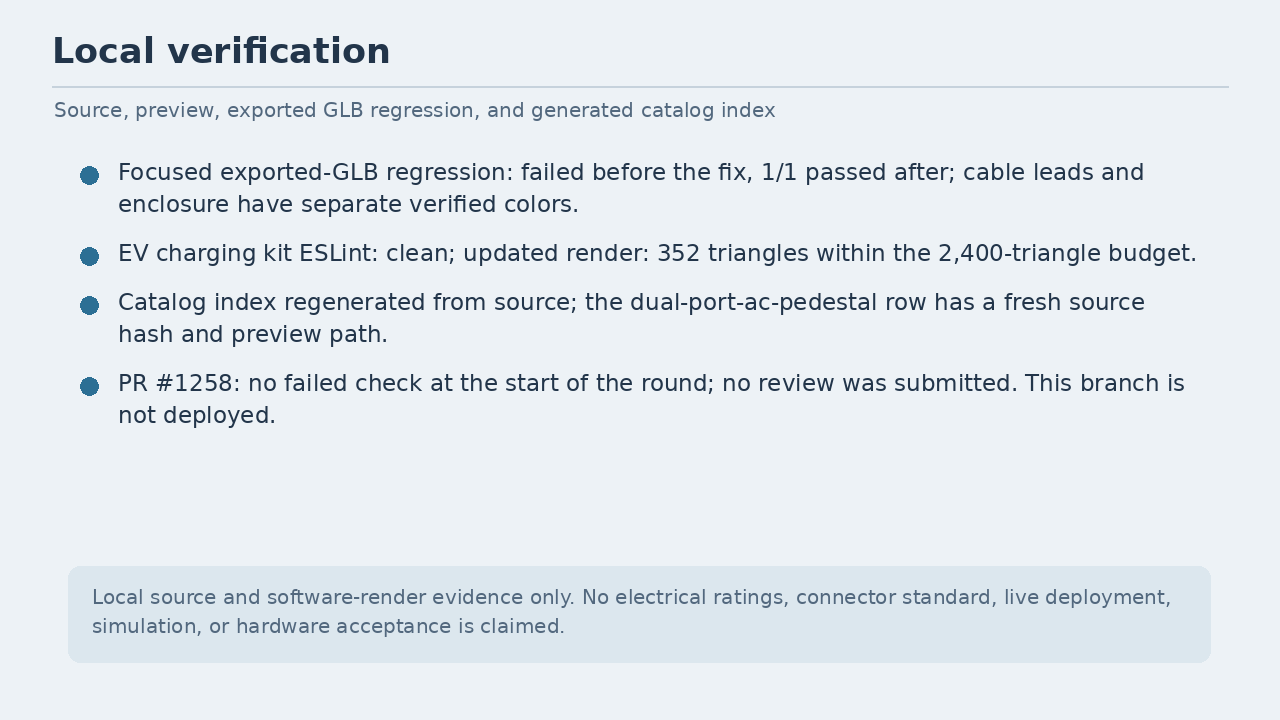 Local verification
Source, preview, exported GLB regression, and generated catalog index
Focused exported-GLB regression: failed before the fix, 1/1 passed after; cable leads and
enclosure have separate verified colors.
EV charging kit ESLint: clean; updated render: 352 triangles within the 2,400-triangle budget.
Catalog index regenerated from source; the dual-port-ac-pedestal row has a fresh source
hash and preview path.
PR #1258: no failed check at the start of the round; no review was submitted. This branch is
not deployed.
Local source and software-render evidence only. No electrical ratings, connector standard, live deployment,
simulation, or hardware acceptance is claimed.